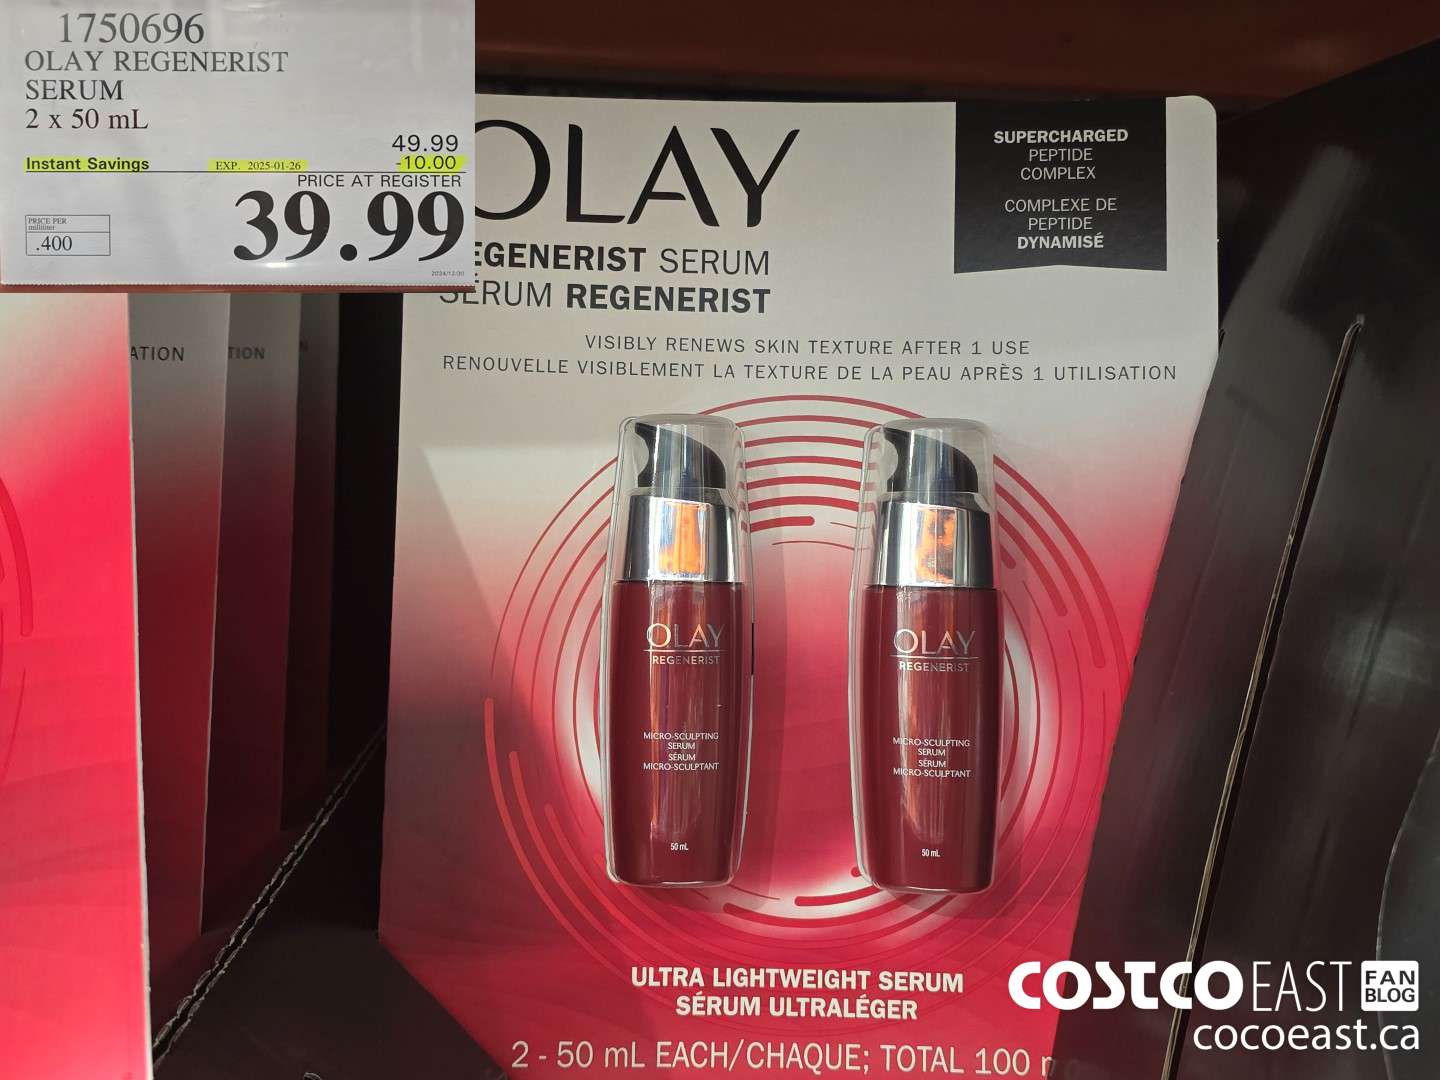 1750696
OLAY REGENERIST
SERUM
2 x 50 mL
49.99
Instant Savings EXP. 2025-01-26 -10.00
PRICE AT REGISTER
39.99
PRICE PER
milliliter
.400
2024/12/30
OLAY
REGENERIST SERUM
SÉRUM REGENERIST
SUPERCHARGED
PEPTIDE
COMPLEX
COMPLEXE DE
PEPTIDE
DYNAMISÉ
VISIBLY RENEWS SKIN TEXTURE AFTER 1 USE
RENOUVELLE VISIBLEMENT LA TEXTURE DE LA PEAU APRÈS 1 UTILISATION
ATION
TION
OLAY
REGENERIST
MICRO-SCULPTING
SERUM
SÉRUM
MICRO-SCULPTANT
50 mL
OLAY
REGENERIST
MICRO-SCULPTING
SERUM
SÉRUM
MICRO-SCULPTANT
50 mL
ULTRA LIGHTWEIGHT SERUM
SÉRUM ULTRALÉGER
2 - 50 mL EACH/CHAQUE; TOTAL 100 m
COSTCO EAST FAN BLOG
cocoeast.ca